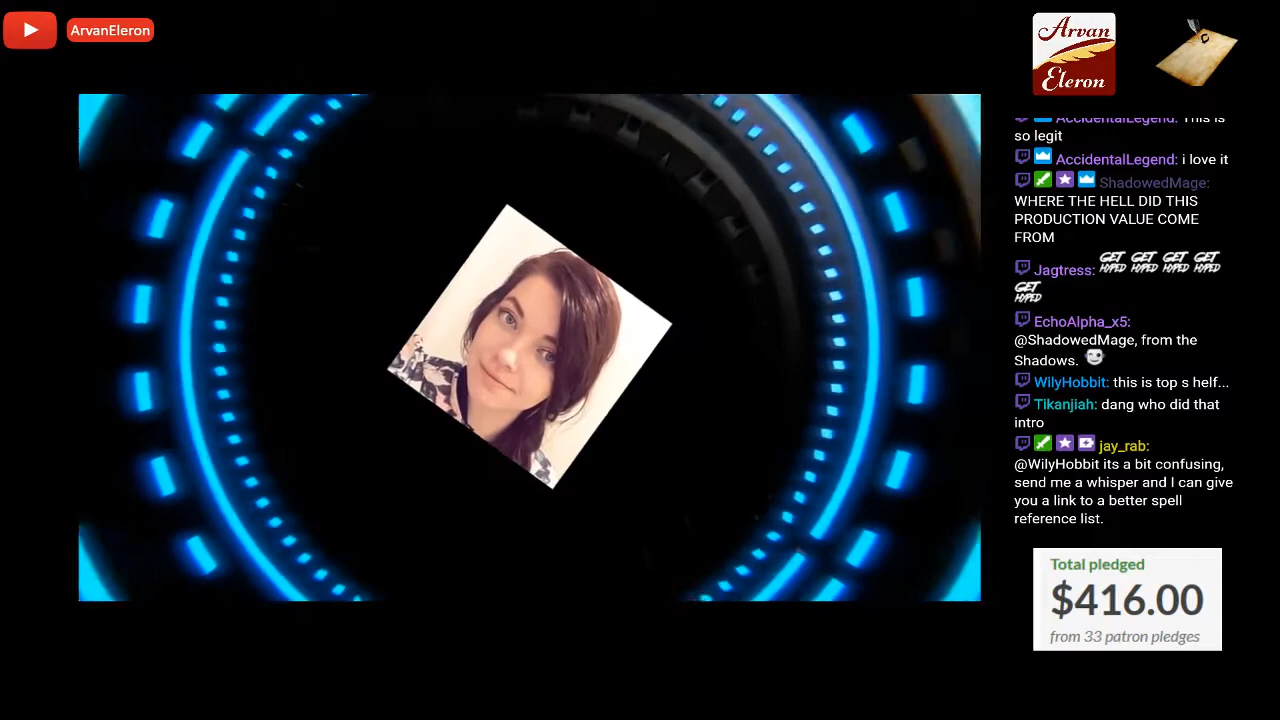 ArvanEleron
Arvan
Eleron
AccidentalLegend: This is
so legit
AccidentalLegend: i love it
ShadowedMage:
WHERE THE HELL DID THIS
PRODUCTION VALUE COME
FROM
Jagtress: GET HYPED GET HYPED GET HYPED GET HYPED
GET HYPED
EchoAlpha_x5:
@ShadowedMage, from the
Shadows.
WilyHobbit: this is top s helf...
Tikanjiah: dang who did that
intro
jay_rab:
@WilyHobbit its a bit confusing,
send me a whisper and I can give
you a link to a better spell
reference list.
Total pledged
$416.00
from 33 patron pledges